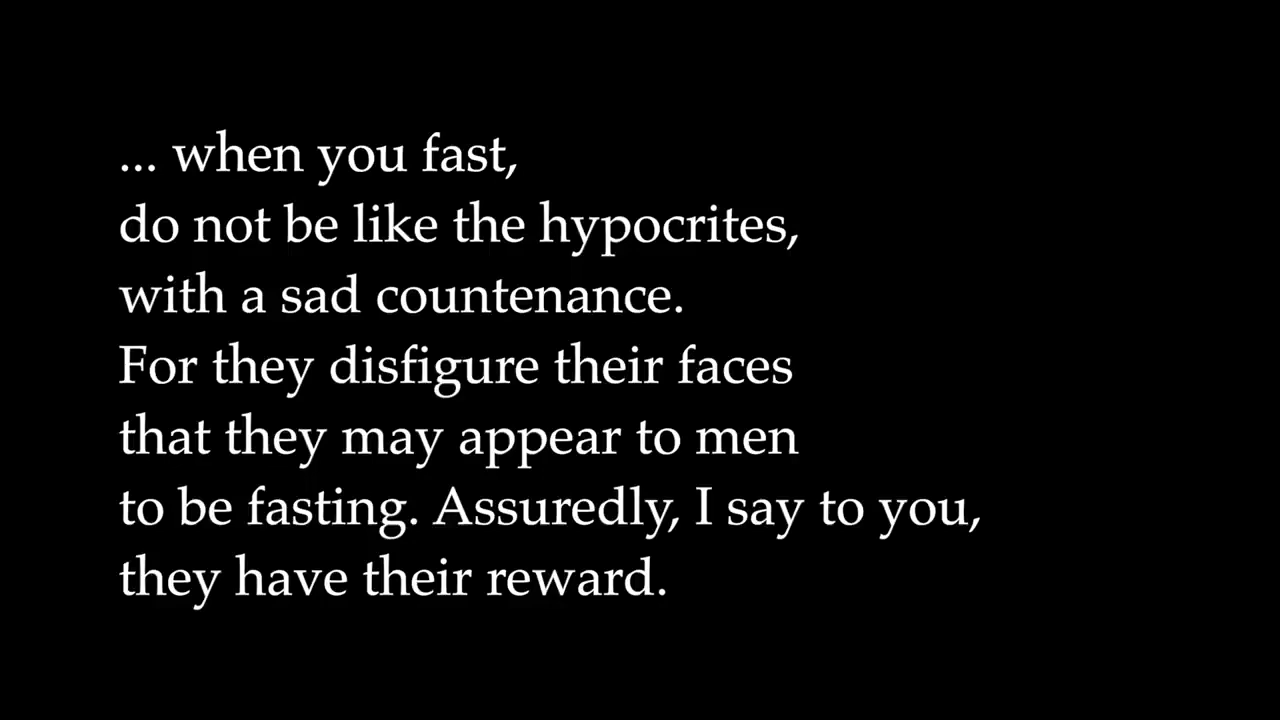 ... when you fast,
do not be like the hypocrites,
with a sad countenance.
For they disfigure their faces
that they may appear to men
to be fasting. Assuredly, I say to you,
they have their reward.